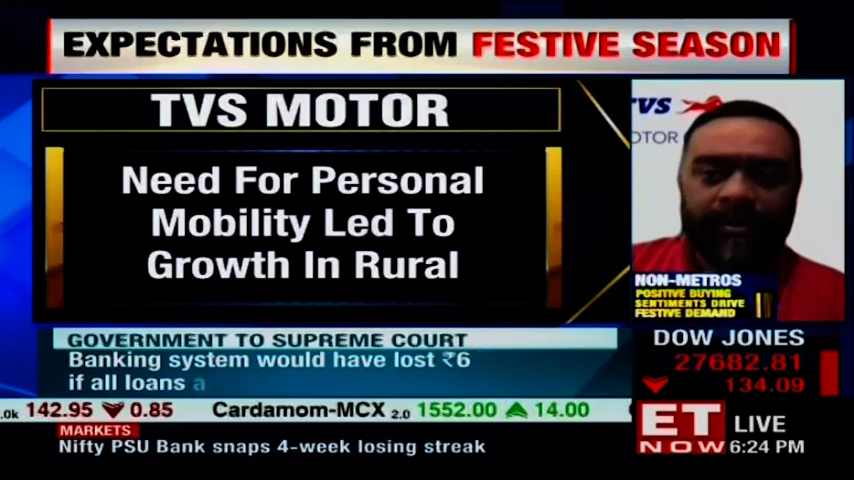 EXPECTATIONS FROM FESTIVE SEASON
TVS MOTOR
Need For Personal
Mobility Led To
Growth In Rural
TVS
OTOR
NON-METROS
POSITIVE BUYING
SENTIMENTS DRIVE
FESTIVE DEMAND
GOVERNMENT TO SUPREME COURT
Banking system would have lost ₹6
if all loans a
DOW JONES
27682.81
134.09
.0k 142.95 0.85 Cardamom-MCX 2.0 1552.00 14.00
MARKETS
Nifty PSU Bank snaps 4-week losing streak
ET
NOW
LIVE
6:24 PM